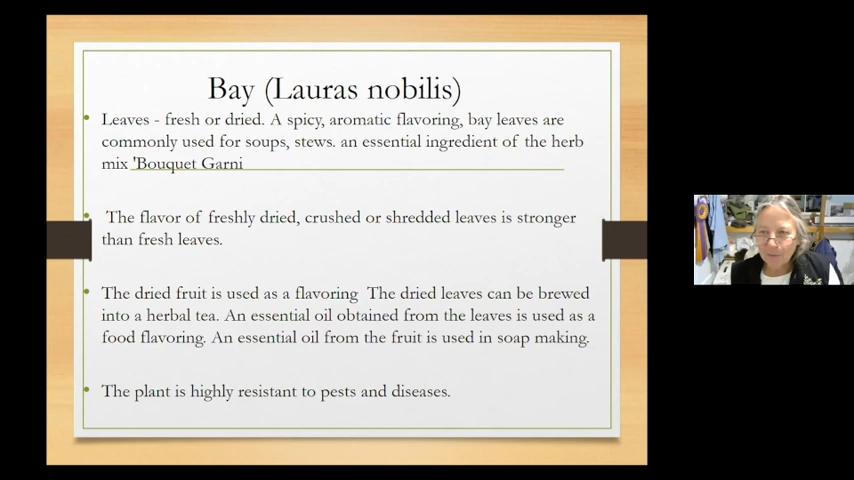 Bay (Lauras nobilis)
Leaves - fresh or dried. A spicy, aromatic flavoring, bay leaves are
commonly used for soups, stews. an essential ingredient of the herb
mix 'Bouquet Garni
The flavor of freshly dried, crushed or shredded leaves is stronger
than fresh leaves.
The dried fruit is used as a flavoring  The dried leaves can be brewed
into a herbal tea. An essential oil obtained from the leaves is used as a
food flavoring. An essential oil from the fruit is used in soap making.
The plant is highly resistant to pests and diseases.